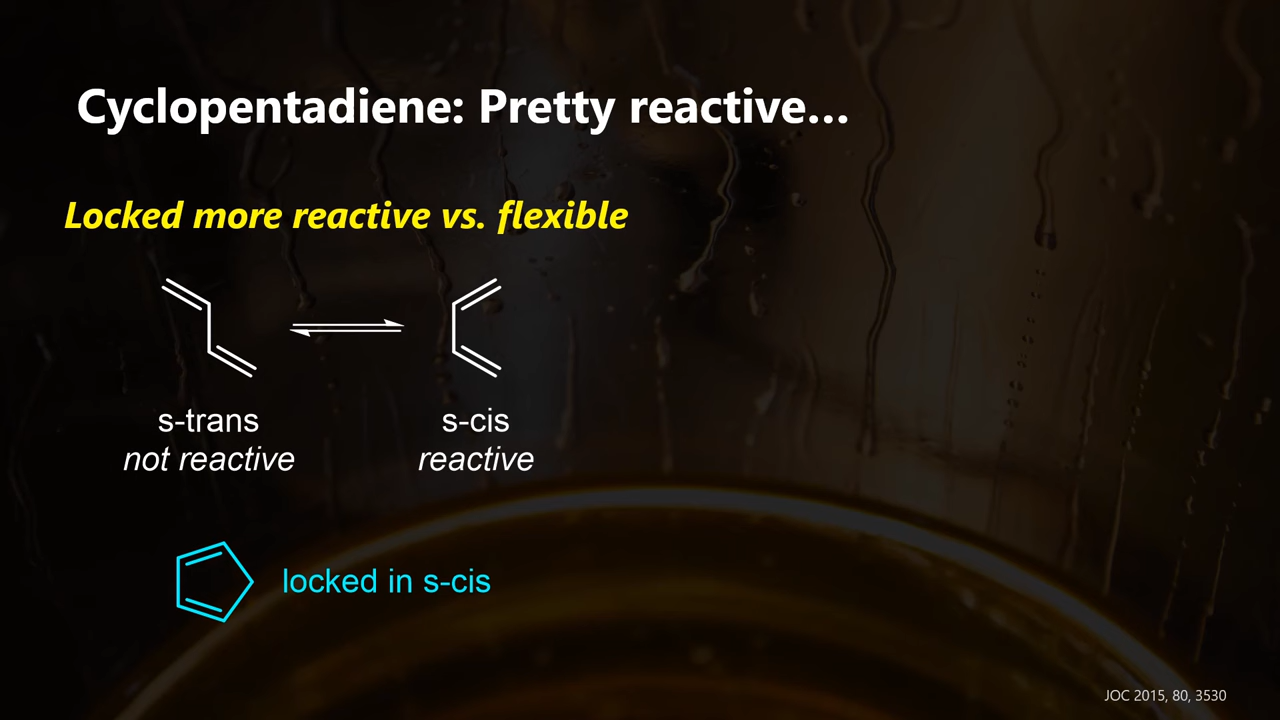 Cyclopentadiene: Pretty reactive...
Locked more reactive vs. flexible
s-trans
not reactive
s-cis
reactive
locked in s-cis
JOC 2015, 80, 3530